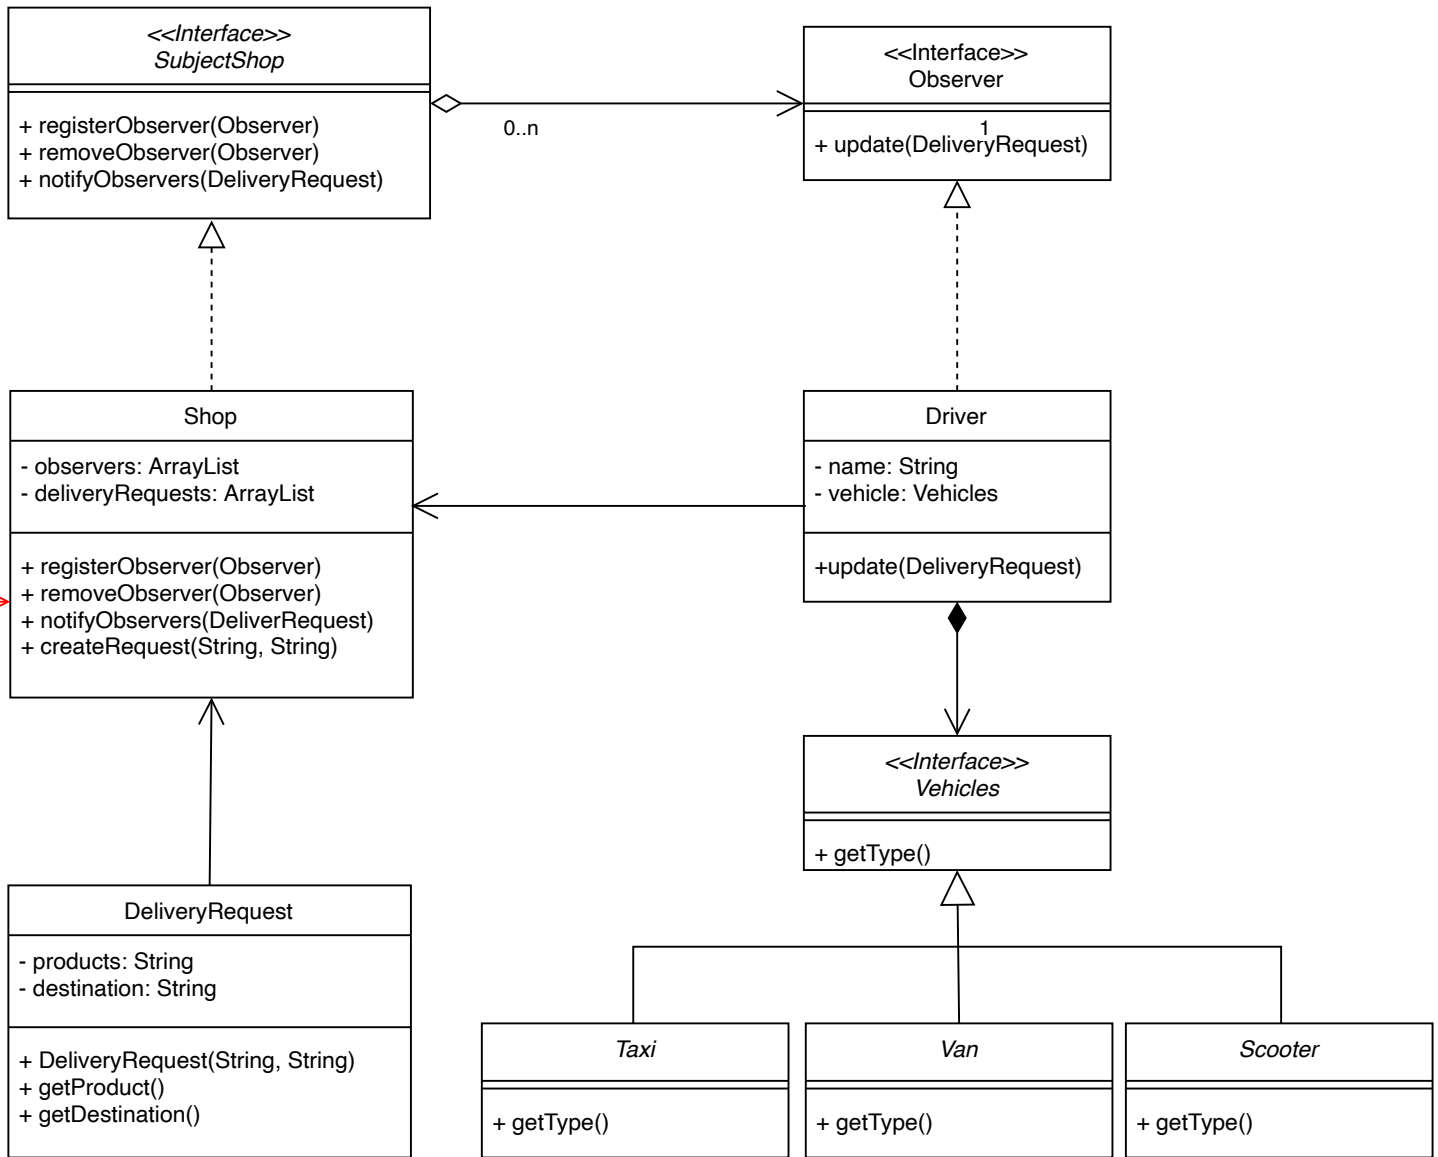 <<Interface>>
SubjectShop
+ registerObserver(Observer)
+ removeObserver(Observer)
+ notifyObservers(DeliveryRequest)
0..n
<<Interface>>
Observer
1
+ update(DeliveryRequest)
Shop
- observers: ArrayList
- deliveryRequests: ArrayList
+ registerObserver(Observer)
+ removeObserver(Observer)
+ notifyObservers(DeliverRequest)
+ createRequest(String, String)
Driver
- name: String
- vehicle: Vehicles
+update(DeliveryRequest)
<<Interface>>
Vehicles
+ getType()
DeliveryRequest
- products: String
- destination: String
+ DeliveryRequest(String, String)
+ getProduct()
+ getDestination()
Taxi
+ getType()
Van
+ getType()
Scooter
+ getType()